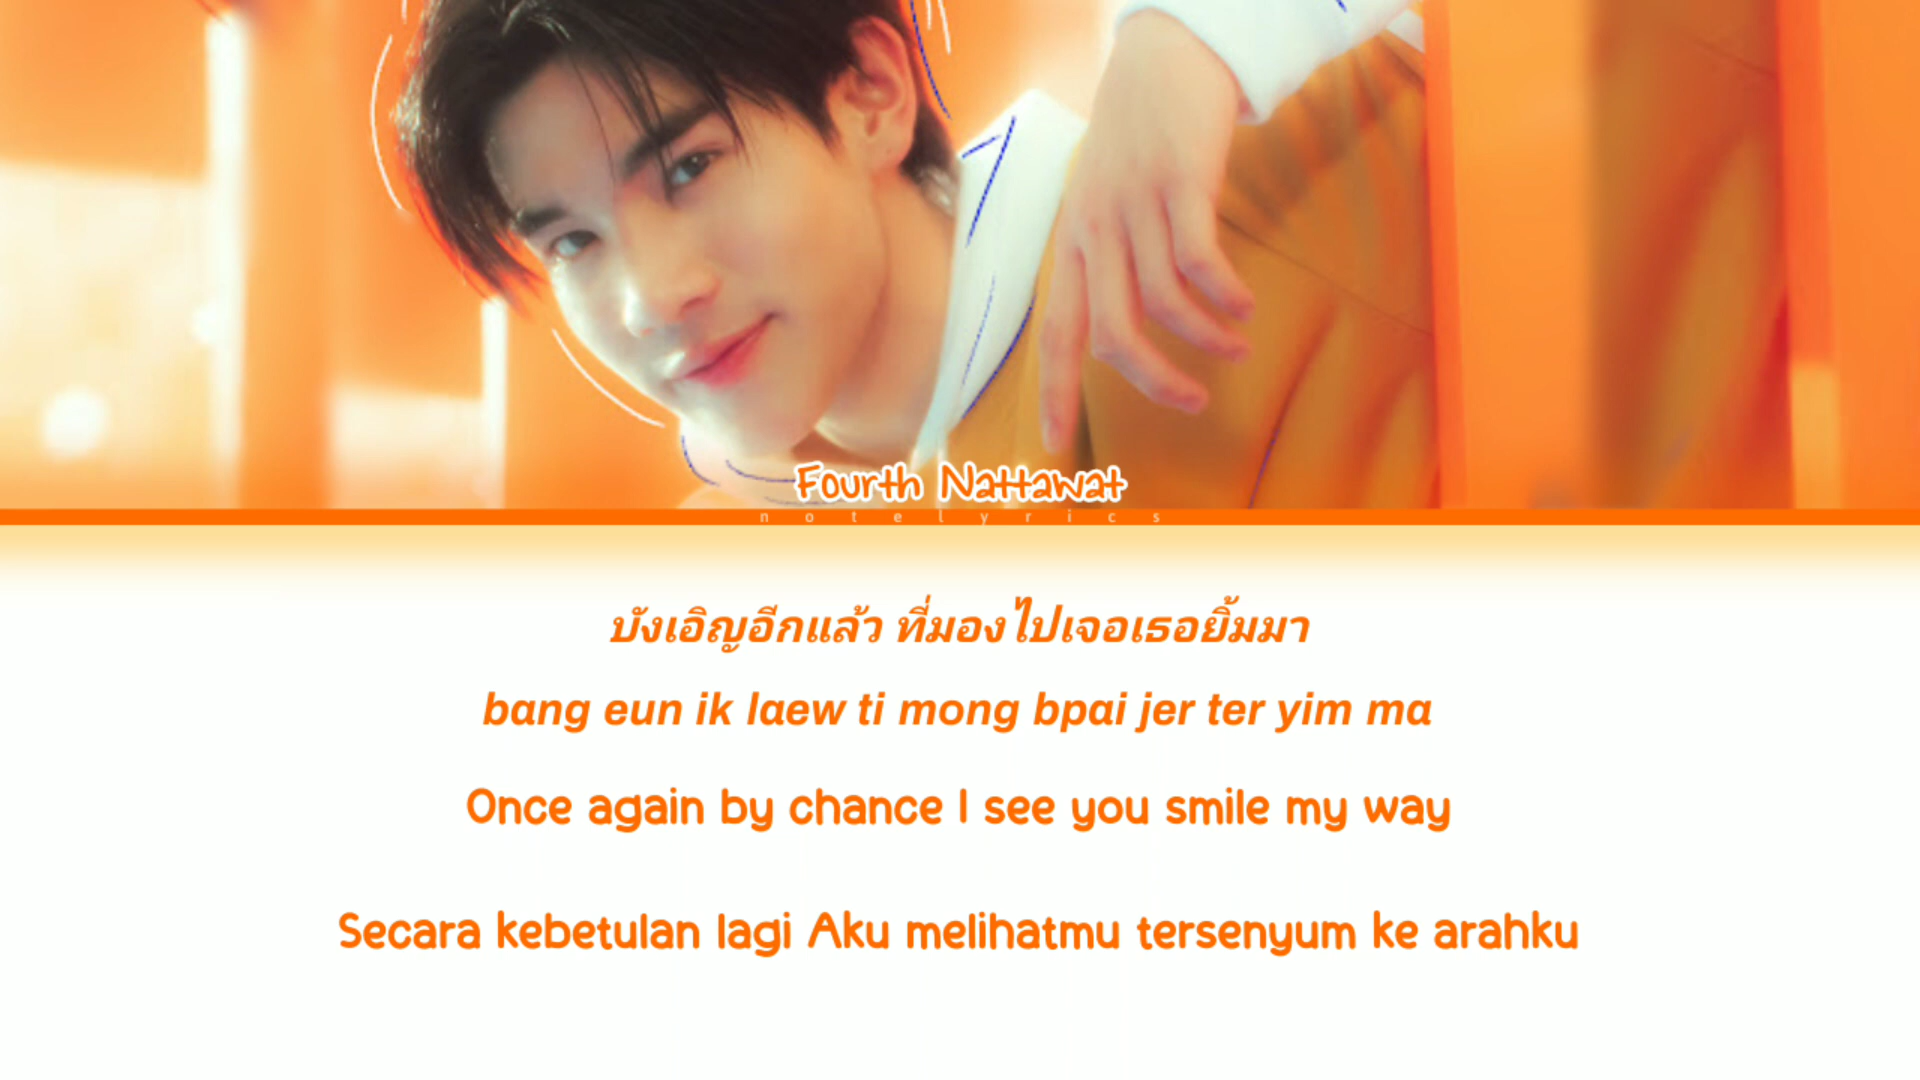 Fourth Nattawat
notelyrics
บังเอิญอีกแล้ว ที่มองไปเจอเธอยิ้มมา
bang eun ik laew ti mong bpai jer ter yim ma
Once again by chance I see you smile my way
Secara kebetulan lagi Aku melihatmu tersenyum ke arahku